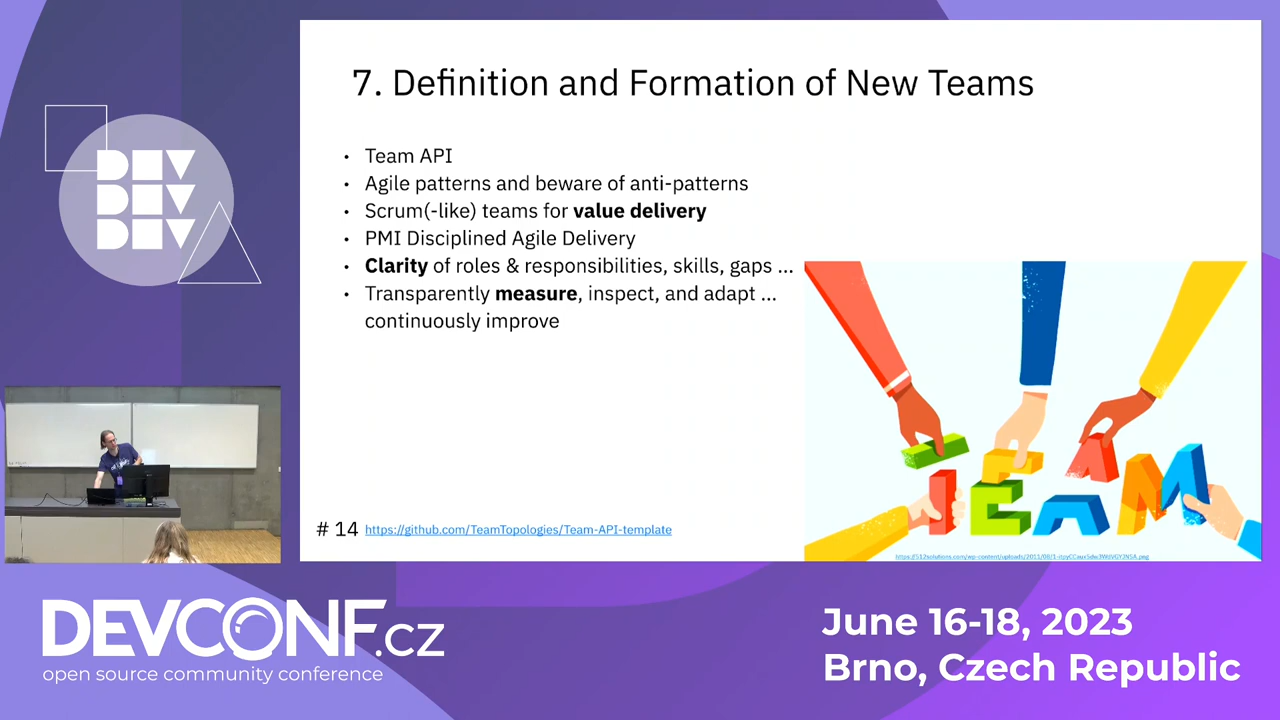 DEV
DEV
DEV
7. Definition and Formation of New Teams
• Team API
• Agile patterns and beware of anti-patterns
• Scrum(-like) teams for value delivery
• PMI Disciplined Agile Delivery
• Clarity of roles & responsibilities, skills, gaps ...
• Transparently measure, inspect, and adapt ...
continuously improve
TEAM
# 14 https://github.com/TeamTopologies/Team-API-template
DEVCONF.cz
open source community conference
June 16-18, 2023
Brno, Czech Republic